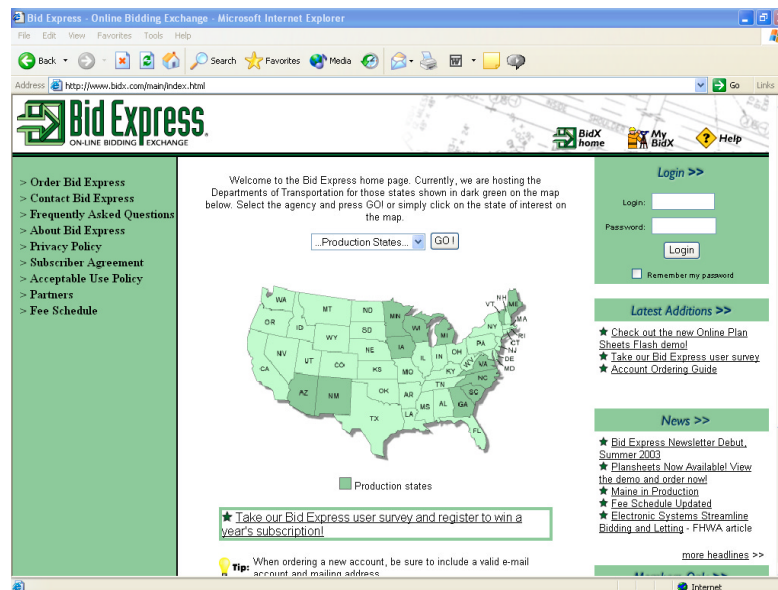 Bid Express - Online Bidding Exchange - Microsoft Internet Explorer
File Edit View Favorites Tools Help
Back Search Favorites Media
Address http://www.bidx.com/main/index.html Go Links
Bid Express.
ON-LINE BIDDING EXCHANGE
BidX home My BidX Help
> Order Bid Express
> Contact Bid Express
> Frequently Asked Questions
> About Bid Express
> Privacy Policy
> Subscriber Agreement
> Acceptable Use Policy
> Partners
> Fee Schedule
Welcome to the Bid Express home page. Currently, we are hosting the
Departments of Transportation for those states shown in dark green on the map
below. Select the agency and press GO! or simply click on the state of interest on
the map.
...Production States... GO!
WA MT ND MN VT NH
OR ID SD WI MI NY MA
WY RI
NV UT NE IA PA CT
CA CO IL IN OH NJ
KS MO KY WV VA DE
MD
AZ NM OK AR TN NC
TX LA MS AL GA SC
FL
Production states
Take our Bid Express user survey and register to win a
year's subscription!
Tip: When ordering a new account, be sure to include a valid e-mail
account and mailing address
Login >>
Login:
Password:
Login
Remember my password
Latest Additions >>
Check out the new Online Plan
Sheets Flash demo!
Take our Bid Express user survey
Account Ordering Guide
News >>
Bid Express Newsletter Debut,
Summer 2003
Plansheets Now Available! View
the demo and order now!
Maine in Production
Fee Schedule Updated
Electronic Systems Streamline
Bidding and Letting - FHWA article
more headlines >>
Members Only >>
Internet